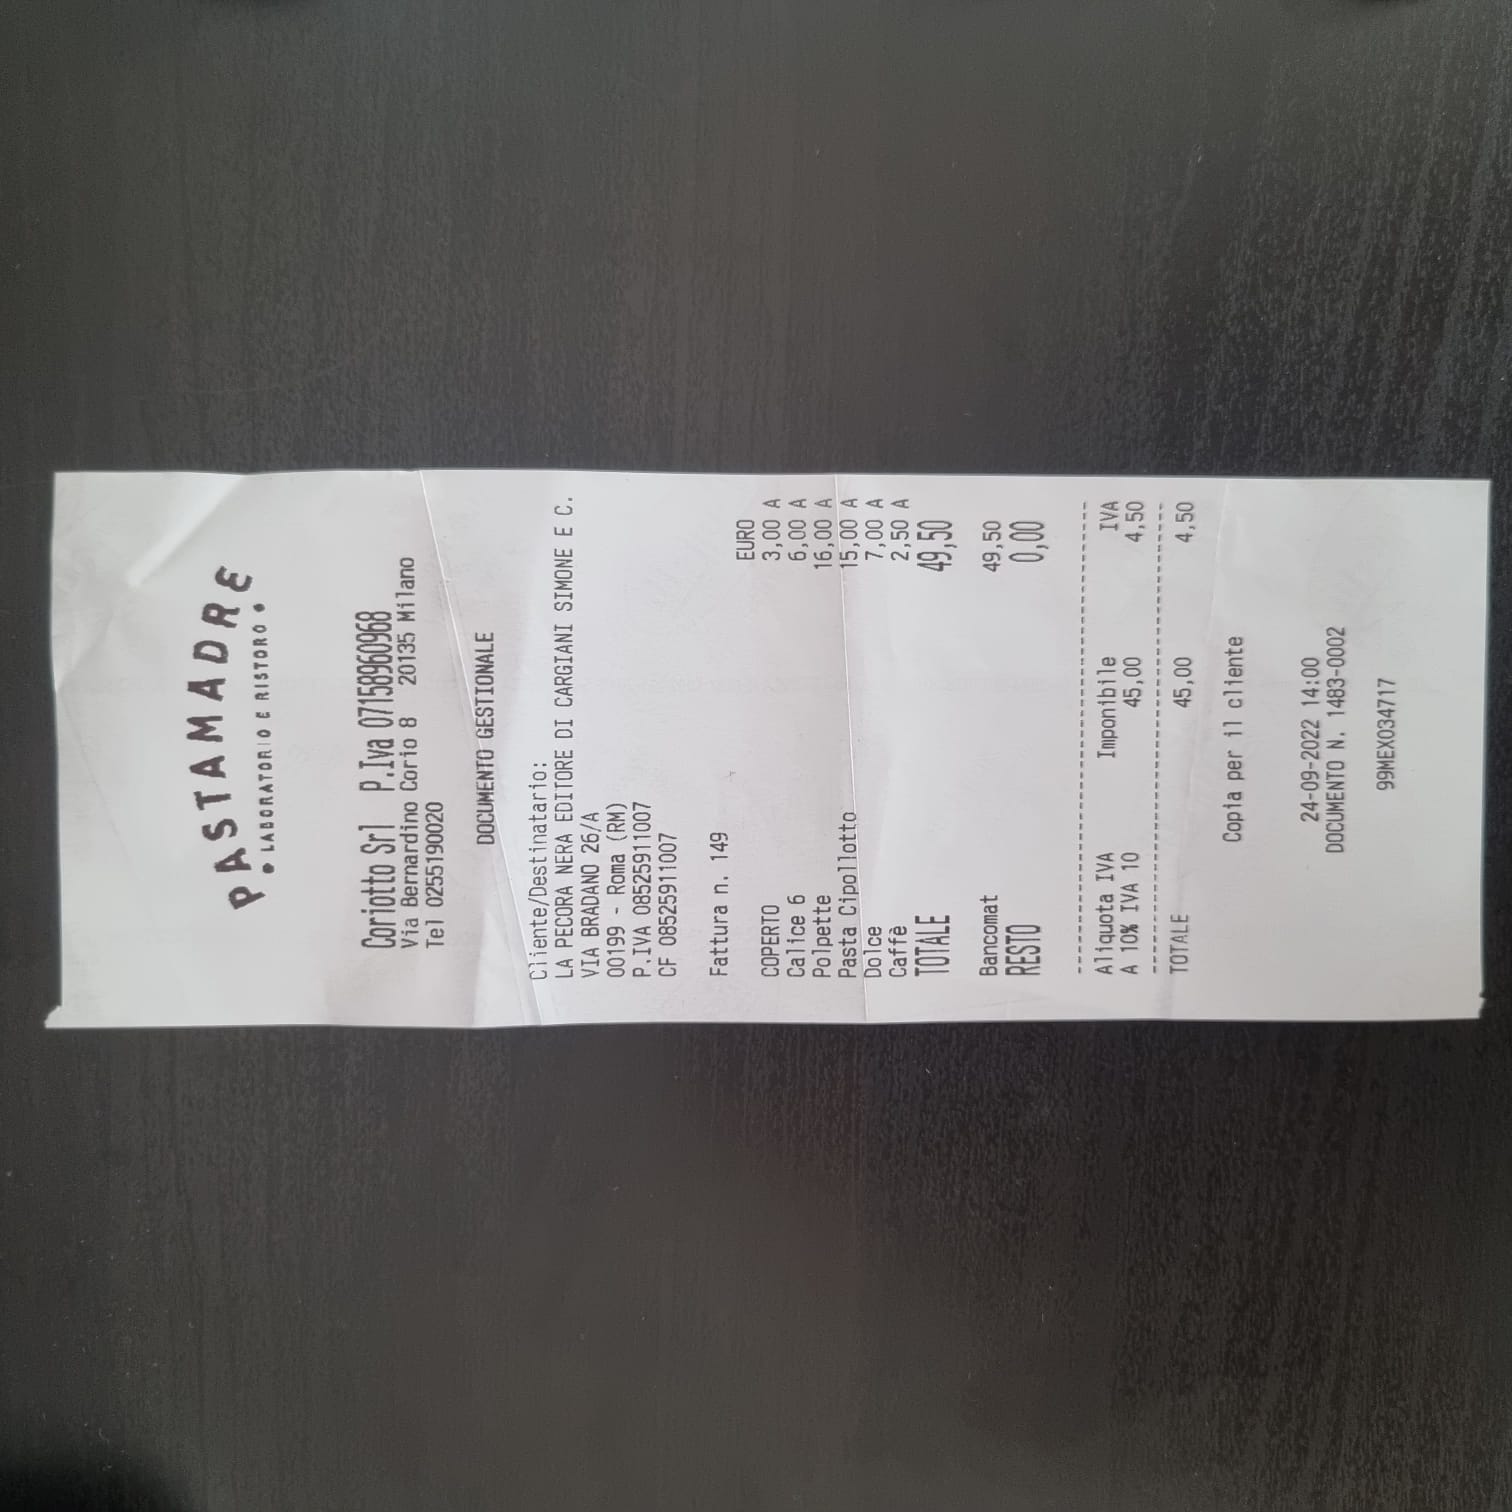 PASTAMADRE
• LABORATORIO E RISTORO •
Coriotto Srl P.Iva 07158960968
Via Bernardino Corio 8 20135 Milano
Tel 0255190020
DOCUMENTO GESTIONALE
Cliente/Destinatario:
LA PECORA NERA EDITORE DI CARGIANI SIMONE E C.
VIA BRADANO 26/A
00199 - Roma (RM)
P.IVA 08525911007
CF 08525911007
Fattura n. 149
EURO
COPERTO 3,00 A
Calice 6 6,00 A
Polpette 16,00 A
Pasta Cipollotto 15,00 A
Dolce 7,00 A
Caffè 2,50 A
TOTALE 49,50
Bancomat 49,50
RESTO 0,00
Aliquota IVA Imponibile IVA
A 10% IVA 10 45,00 4,50
TOTALE 45,00 4,50
Copia per il cliente
24-09-2022 14:00
DOCUMENTO N. 1483-0002
99MEX034717